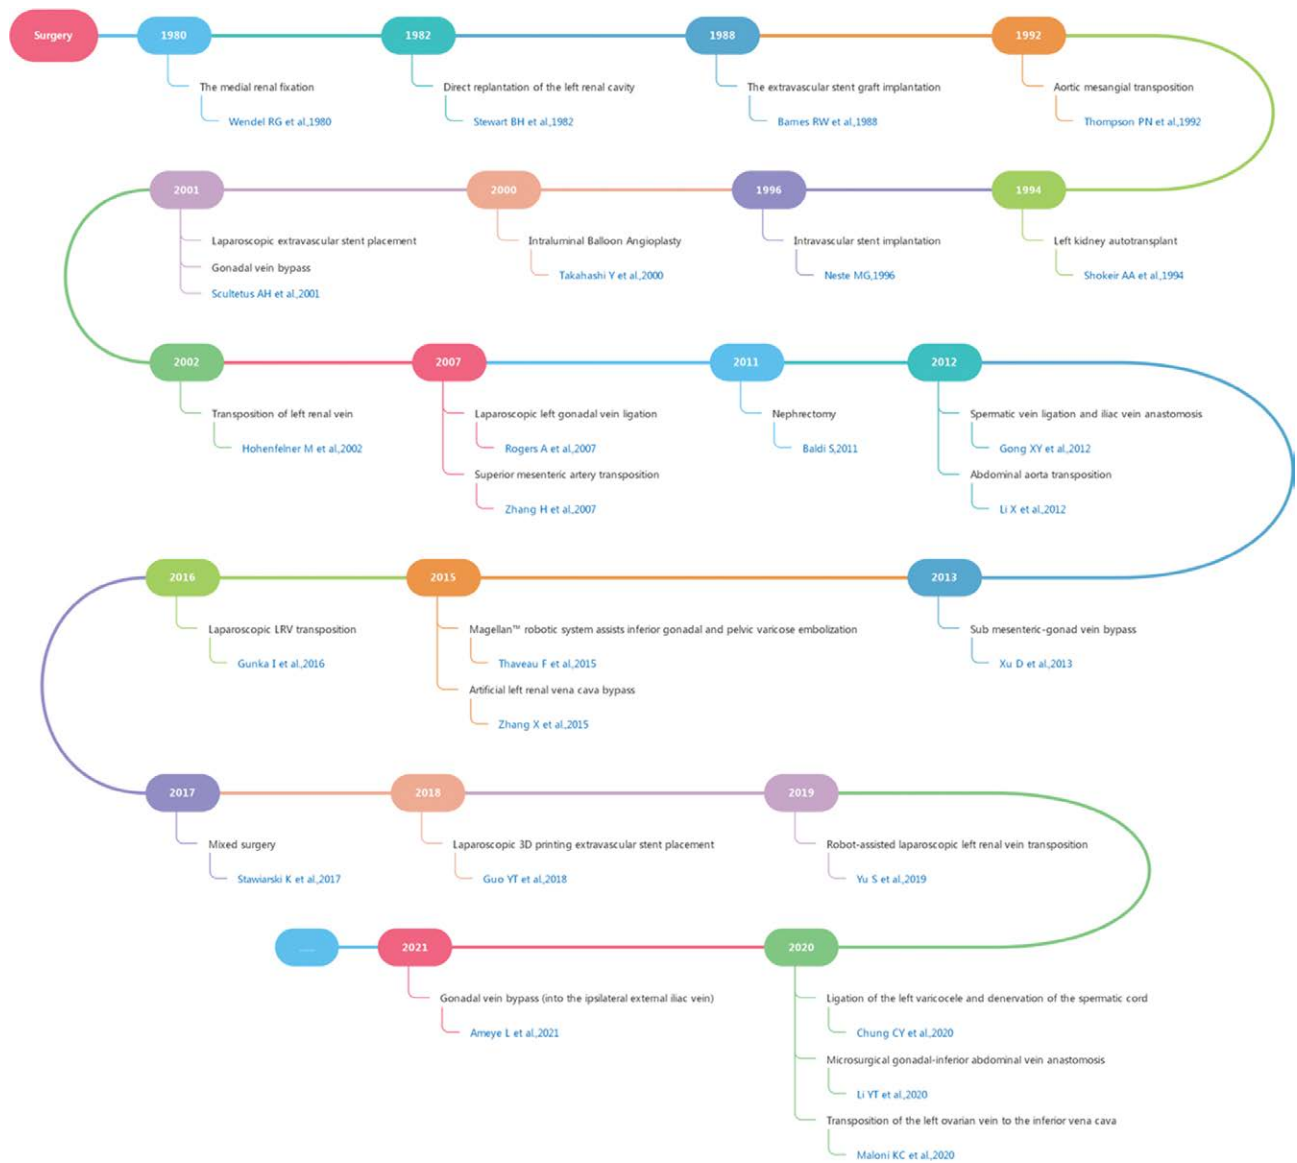 Surgery
1980
1982
1988
1992
The medial renal fixation
Wendel RG et al.,1980
Direct replantation of the left renal cavity
Stewart BH et al.,1982
The extravascular stent graft implantation
Barnes RW et al.,1988
Aortic mesangial transposition
Thompson PN et al.,1992
2001
2000
1996
1994
Laparoscopic extravascular stent placement
Gonadal vein bypass
Scultetus AH et al.,2001
Intraluminal Balloon Angioplasty
Takahashi Y et al.,2000
Intravascular stent implantation
Neste MG,1996
Left kidney autotransplant
Shokeir AA et al.,1994
2002
2007
2011
2012
Transposition of left renal vein
Hohenfelner M et al.,2002
Laparoscopic left gonadal vein ligation
Rogers A et al.,2007
Superior mesenteric artery transposition
Zhang H et al.,2007
Nephrectomy
Baldi S,2011
Spermatic vein ligation and iliac vein anastomosis
Gong XY et al.,2012
Abdominal aorta transposition
Li X et al.,2012
2016
2015
2013
Laparoscopic LRV transposition
Gunka I et al.,2016
Magellan™ robotic system assists inferior gonadal and pelvic varicose embolization
Thaveau F et al.,2015
Artificial left renal vena cava bypass
Zhang X et al.,2015
Sub mesenteric-gonad vein bypass
Xu D et al.,2013
2017
2018
2019
Mixed surgery
Stawiarski K et al.,2017
Laparoscopic 3D printing extravascular stent placement
Guo YT et al.,2018
Robot-assisted laparoscopic left renal vein transposition
Yu S et al.,2019
......
2021
2020
Gonadal vein bypass (into the ipsilateral external iliac vein)
Ameye L et al.,2021
Ligation of the left varicocele and denervation of the spermatic cord
Chung CY et al.,2020
Microsurgical gonadal-inferior abdominal vein anastomosis
Li YT et al.,2020
Transposition of the left ovarian vein to the inferior vena cava
Maloni KC et al.,2020